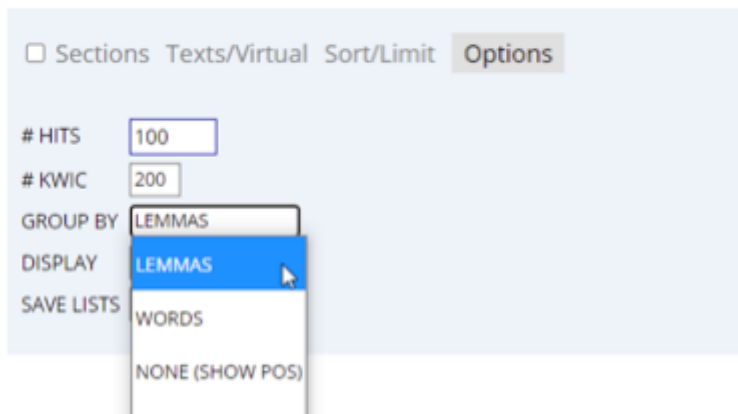 Sections Texts/Virtual Sort/Limit Options
# HITS 100
# KWIC 200
GROUP BY LEMMAS
DISPLAY LEMMAS
SAVE LISTS
WORDS
NONE (SHOW POS)